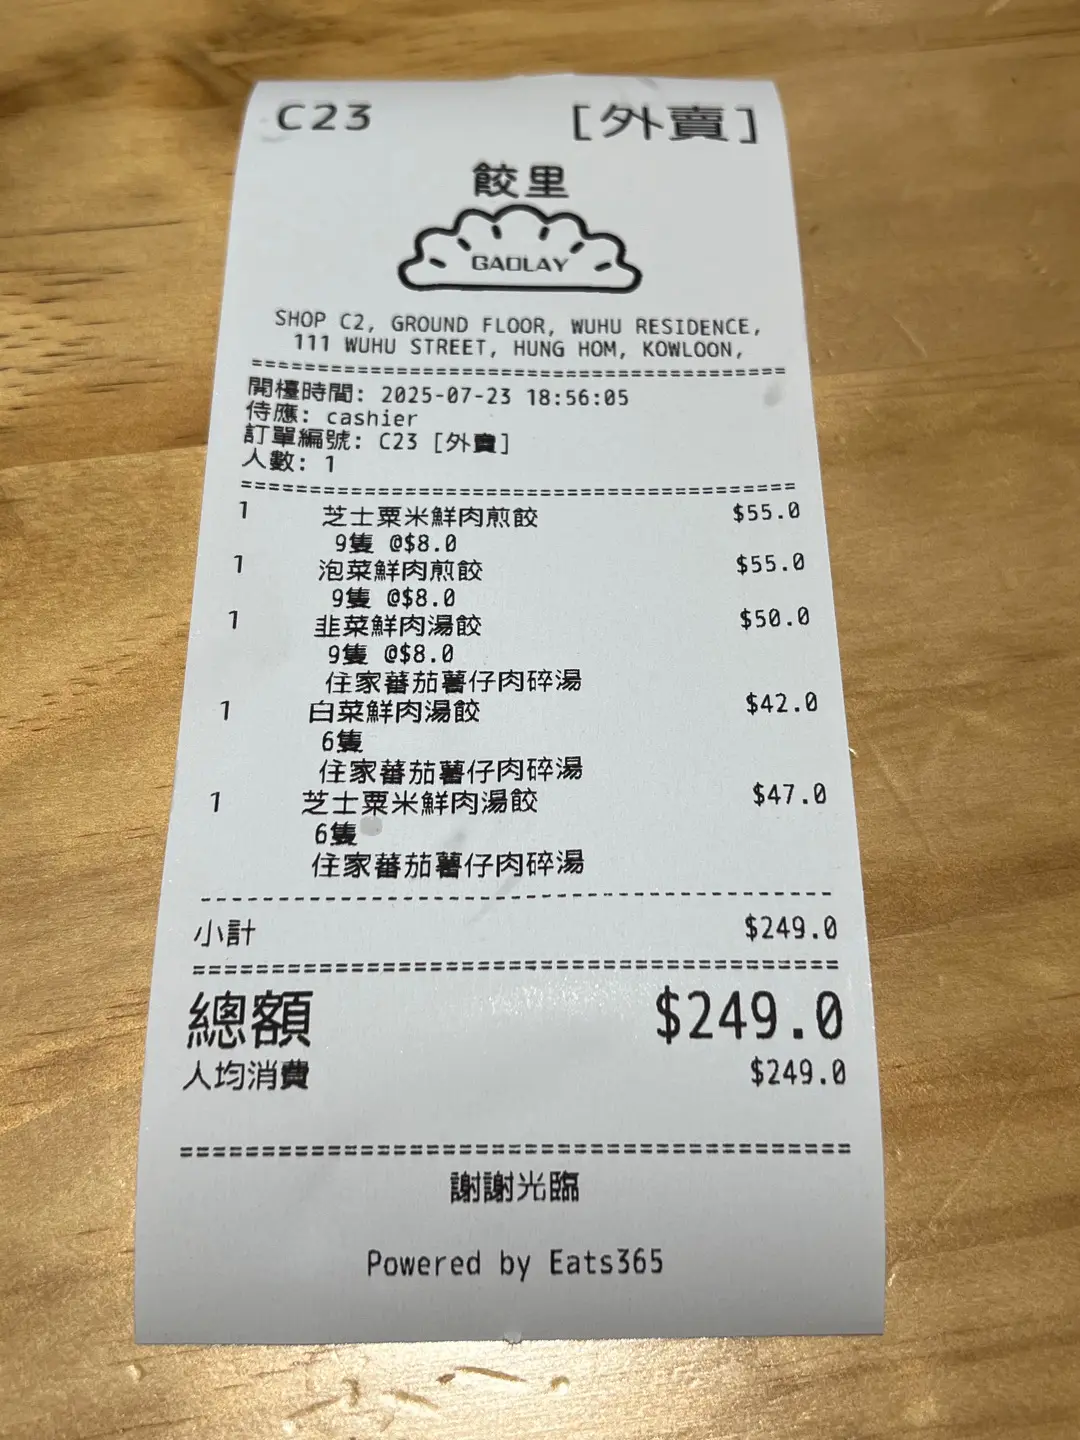 C23 [外賣]
餃里
GAOLAY
SHOP C2, GROUND FLOOR, WUHU RESIDENCE,
111 WUHU STREET, HUNG HOM, KOWLOON,
========================================
開檯時間: 2025-07-23 18:56:05
侍應: cashier
訂單編號: C23 [外賣]
人數: 1
========================================
1 芝士粟米鮮肉煎餃 $55.0
9隻 @$8.0
1 泡菜鮮肉煎餃 $55.0
9隻 @$8.0
1 韭菜鮮肉湯餃 $50.0
9隻 @$8.0
住家蕃茄薯仔肉碎湯
1 白菜鮮肉湯餃 $42.0
6隻
住家蕃茄薯仔肉碎湯
1 芝士粟米鮮肉湯餃 $47.0
6隻
住家蕃茄薯仔肉碎湯
----------------------------------------
小計 $249.0
========================================
總額 $249.0
人均消費 $249.0
========================================
謝謝光臨
Powered by Eats365